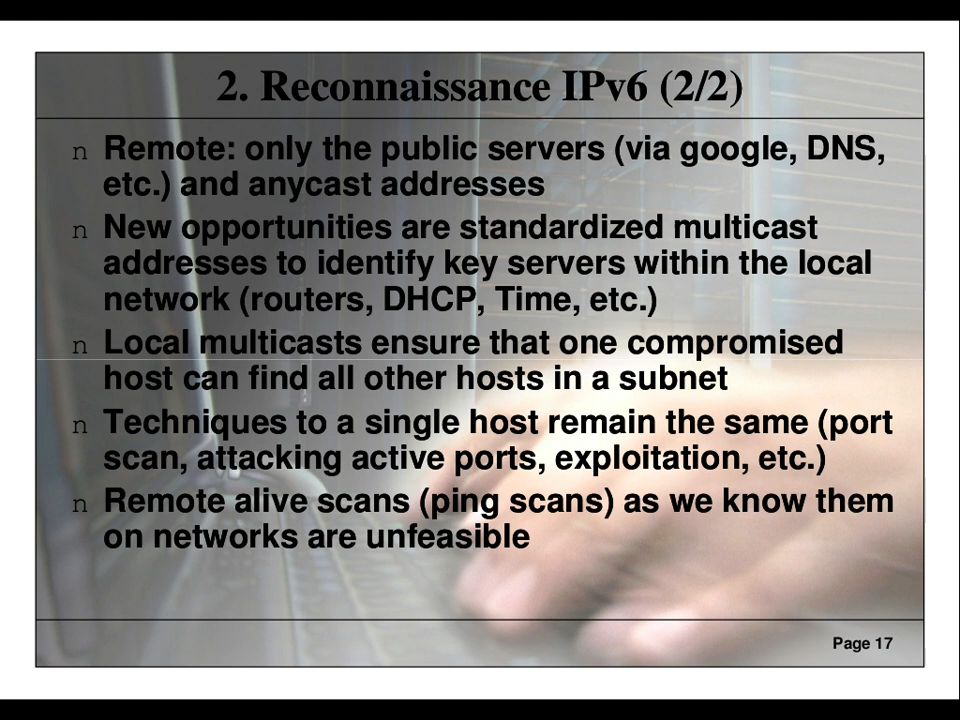 2. Reconnaissance IPv6 (2/2)
n Remote: only the public servers (via google, DNS,
etc.) and anycast addresses
n New opportunities are standardized multicast
addresses to identify key servers within the local
network (routers, DHCP, Time, etc.)
n Local multicasts ensure that one compromised
host can find all other hosts in a subnet
n Techniques to a single host remain the same (port
scan, attacking active ports, exploitation, etc.)
n Remote alive scans (ping scans) as we know them
on networks are unfeasible
Page 17